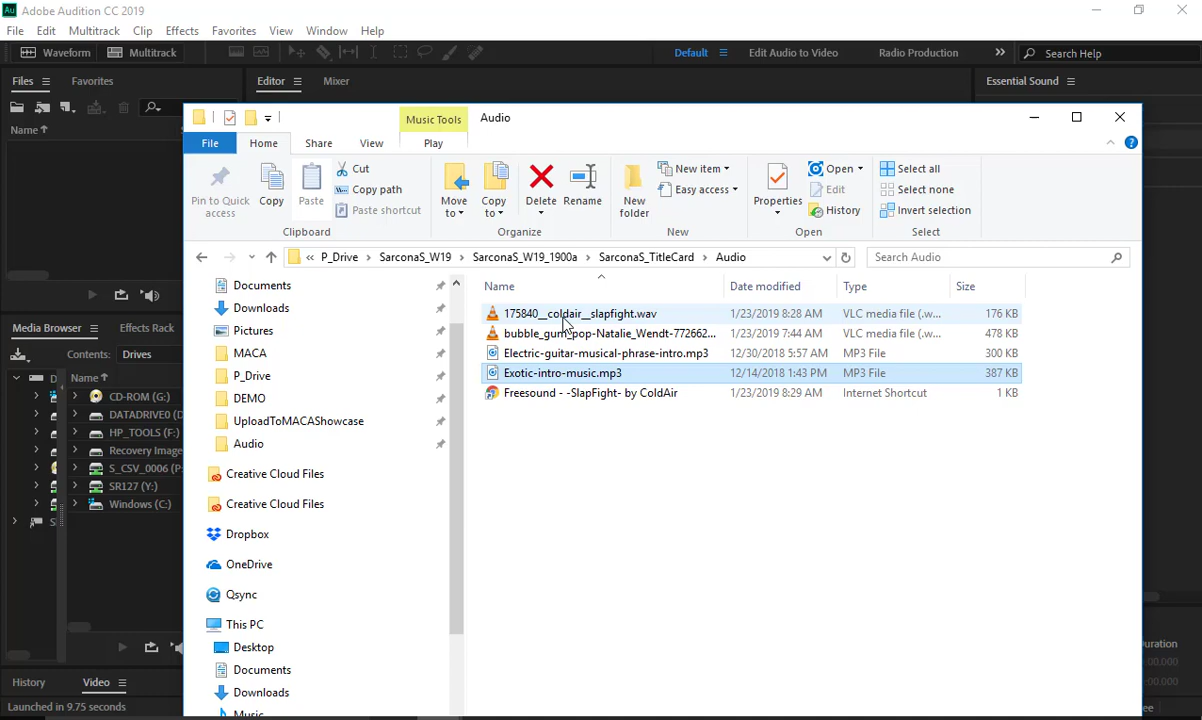 Au Adobe Audition CC 2019
File Edit Multitrack Clip Effects Favorites View Window Help
Waveform Multitrack Default Edit Audio to Video Radio Production Search Help
Files Favorites Editor Mixer Essential Sound
Name
Music Tools Audio
File Home Share View Play
Pin to Quick access Copy Paste Cut Copy path Paste shortcut Move to Copy to Delete Rename New folder New item Easy access Properties Open Edit History Select all Select none Invert selection
Clipboard Organize New Open Select
« P_Drive › SarconaS_W19 › SarconaS_W19_1900a › SarconaS_TitleCard › Audio Search Audio
Name Date modified Type Size
Documents
Downloads
Pictures
MACA
P_Drive
DEMO
UploadToMACAShowcase
Audio
Creative Cloud Files
Creative Cloud Files
Dropbox
OneDrive
Qsync
This PC
Desktop
Documents
Downloads
Music
175840__coldair__slapfight.wav 1/23/2019 8:28 AM VLC media file (.w... 176 KB
bubble_gum_pop-Natalie_Wendt-772662... 1/23/2019 7:44 AM VLC media file (.w... 478 KB
Electric-guitar-musical-phrase-intro.mp3 12/30/2018 5:57 AM MP3 File 300 KB
Exotic-intro-music.mp3 12/14/2018 1:43 PM MP3 File 387 KB
Freesound - -SlapFight- by ColdAir 1/23/2019 8:29 AM Internet Shortcut 1 KB
Media Browser Effects Rack
Contents: Drives
Name
CD-ROM (G:)
DATADRIVE0 (D
HP_TOOLS (F:)
Recovery Image
S_CSV_0006 (P:
SR127 (Y:)
Windows (C:)
History Video
Launched in 9.75 seconds